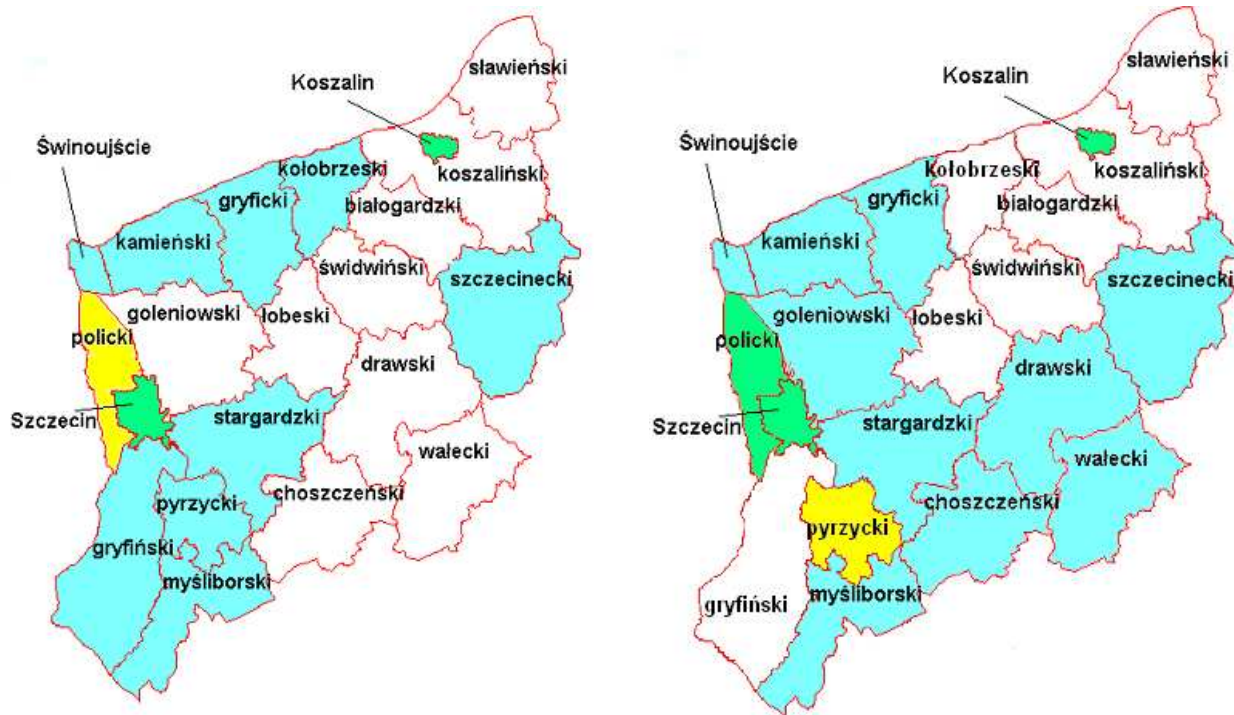 sławieński
Koszalin
Świnoujście
kołobrzeski
koszaliński
gryficki
białogardzki
kamieński
świdwiński
szczecinecki
goleniowski
łobeski
policki
drawski
Szczecin
stargardzki
wałecki
choszczeński
pyrzycki
gryfiński
myśliborski
sławieński
Koszalin
Świnoujście
kołobrzeski
koszaliński
gryficki
białogardzki
kamieński
świdwiński
szczecinecki
goleniowski
łobeski
policki
drawski
Szczecin
stargardzki
wałecki
choszczeński
pyrzycki
myśliborski
gryfiński